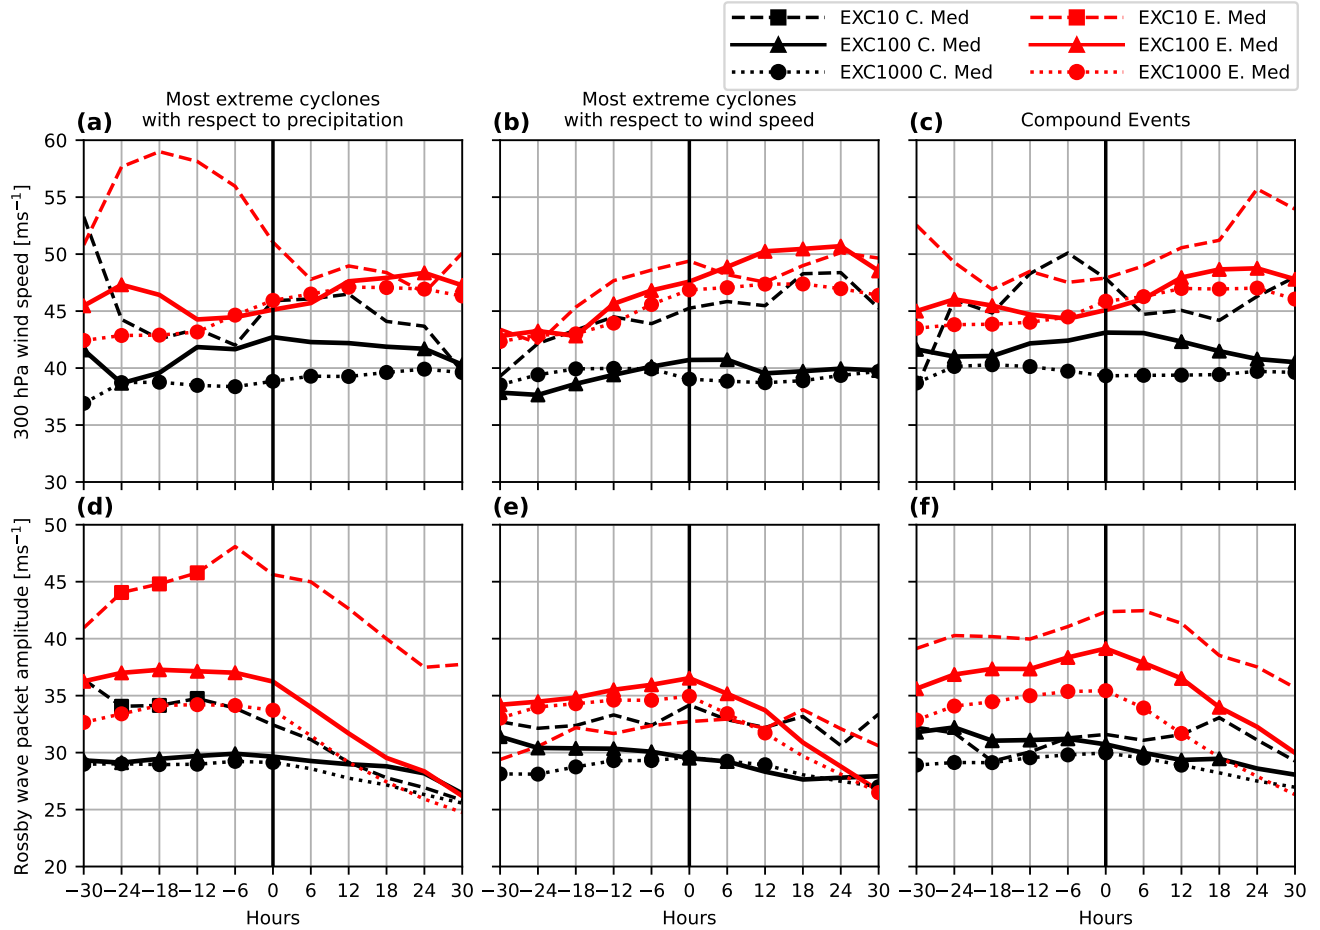 EXC10 C. Med
EXC100 C. Med
EXC1000 C. Med
EXC10 E. Med
EXC100 E. Med
EXC1000 E. Med
(a)
Most extreme cyclones
with respect to precipitation
(b)
Most extreme cyclones
with respect to wind speed
(c)
Compound Events
300 hPa wind speed [ms⁻¹]
60
55
50
45
40
35
30
(d)
(e)
(f)
Rossby wave packet amplitude [ms⁻¹]
50
45
40
35
30
25
20
−30 −24 −18 −12 −6 0 6 12 18 24 30
−30 −24 −18 −12 −6 0 6 12 18 24 30
−30 −24 −18 −12 −6 0 6 12 18 24 30
Hours
Hours
Hours